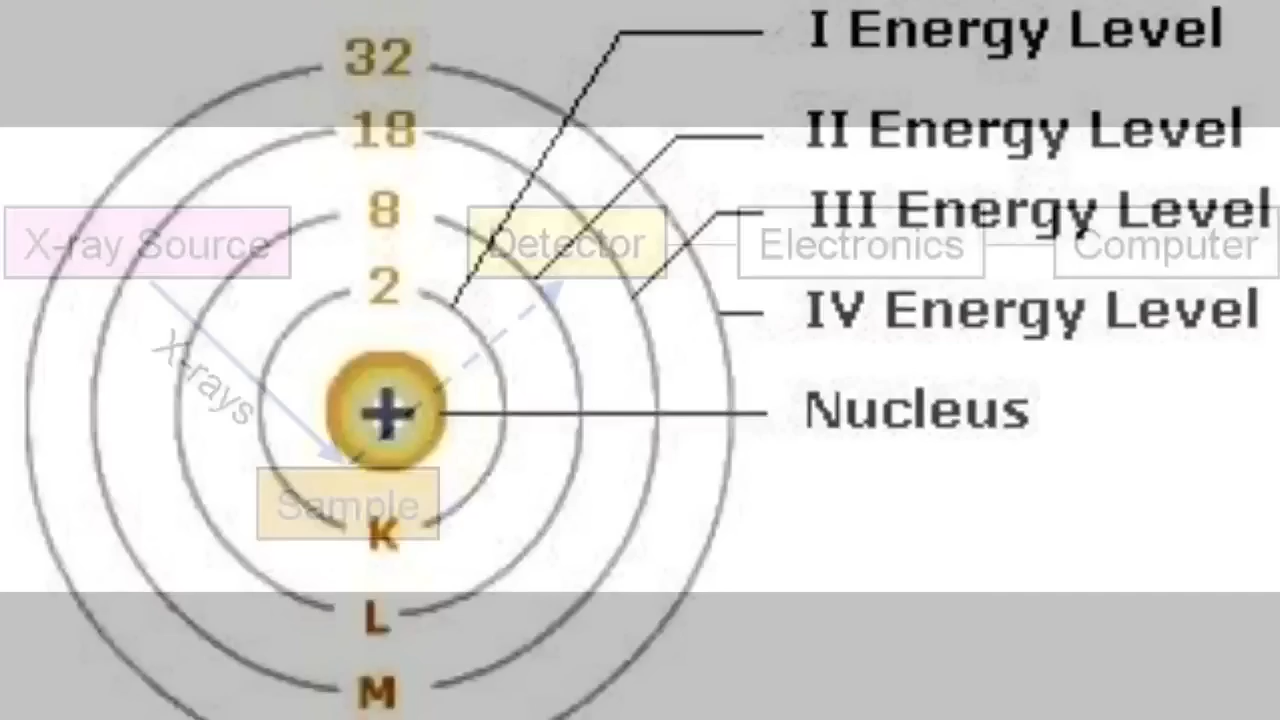 I Energy Level
32
18
II Energy Level
8
III Energy Level
X-ray Source
Detector
Electronics
Computer
2
IV Energy Level
X-rays
+
Nucleus
Sample
K
L
M